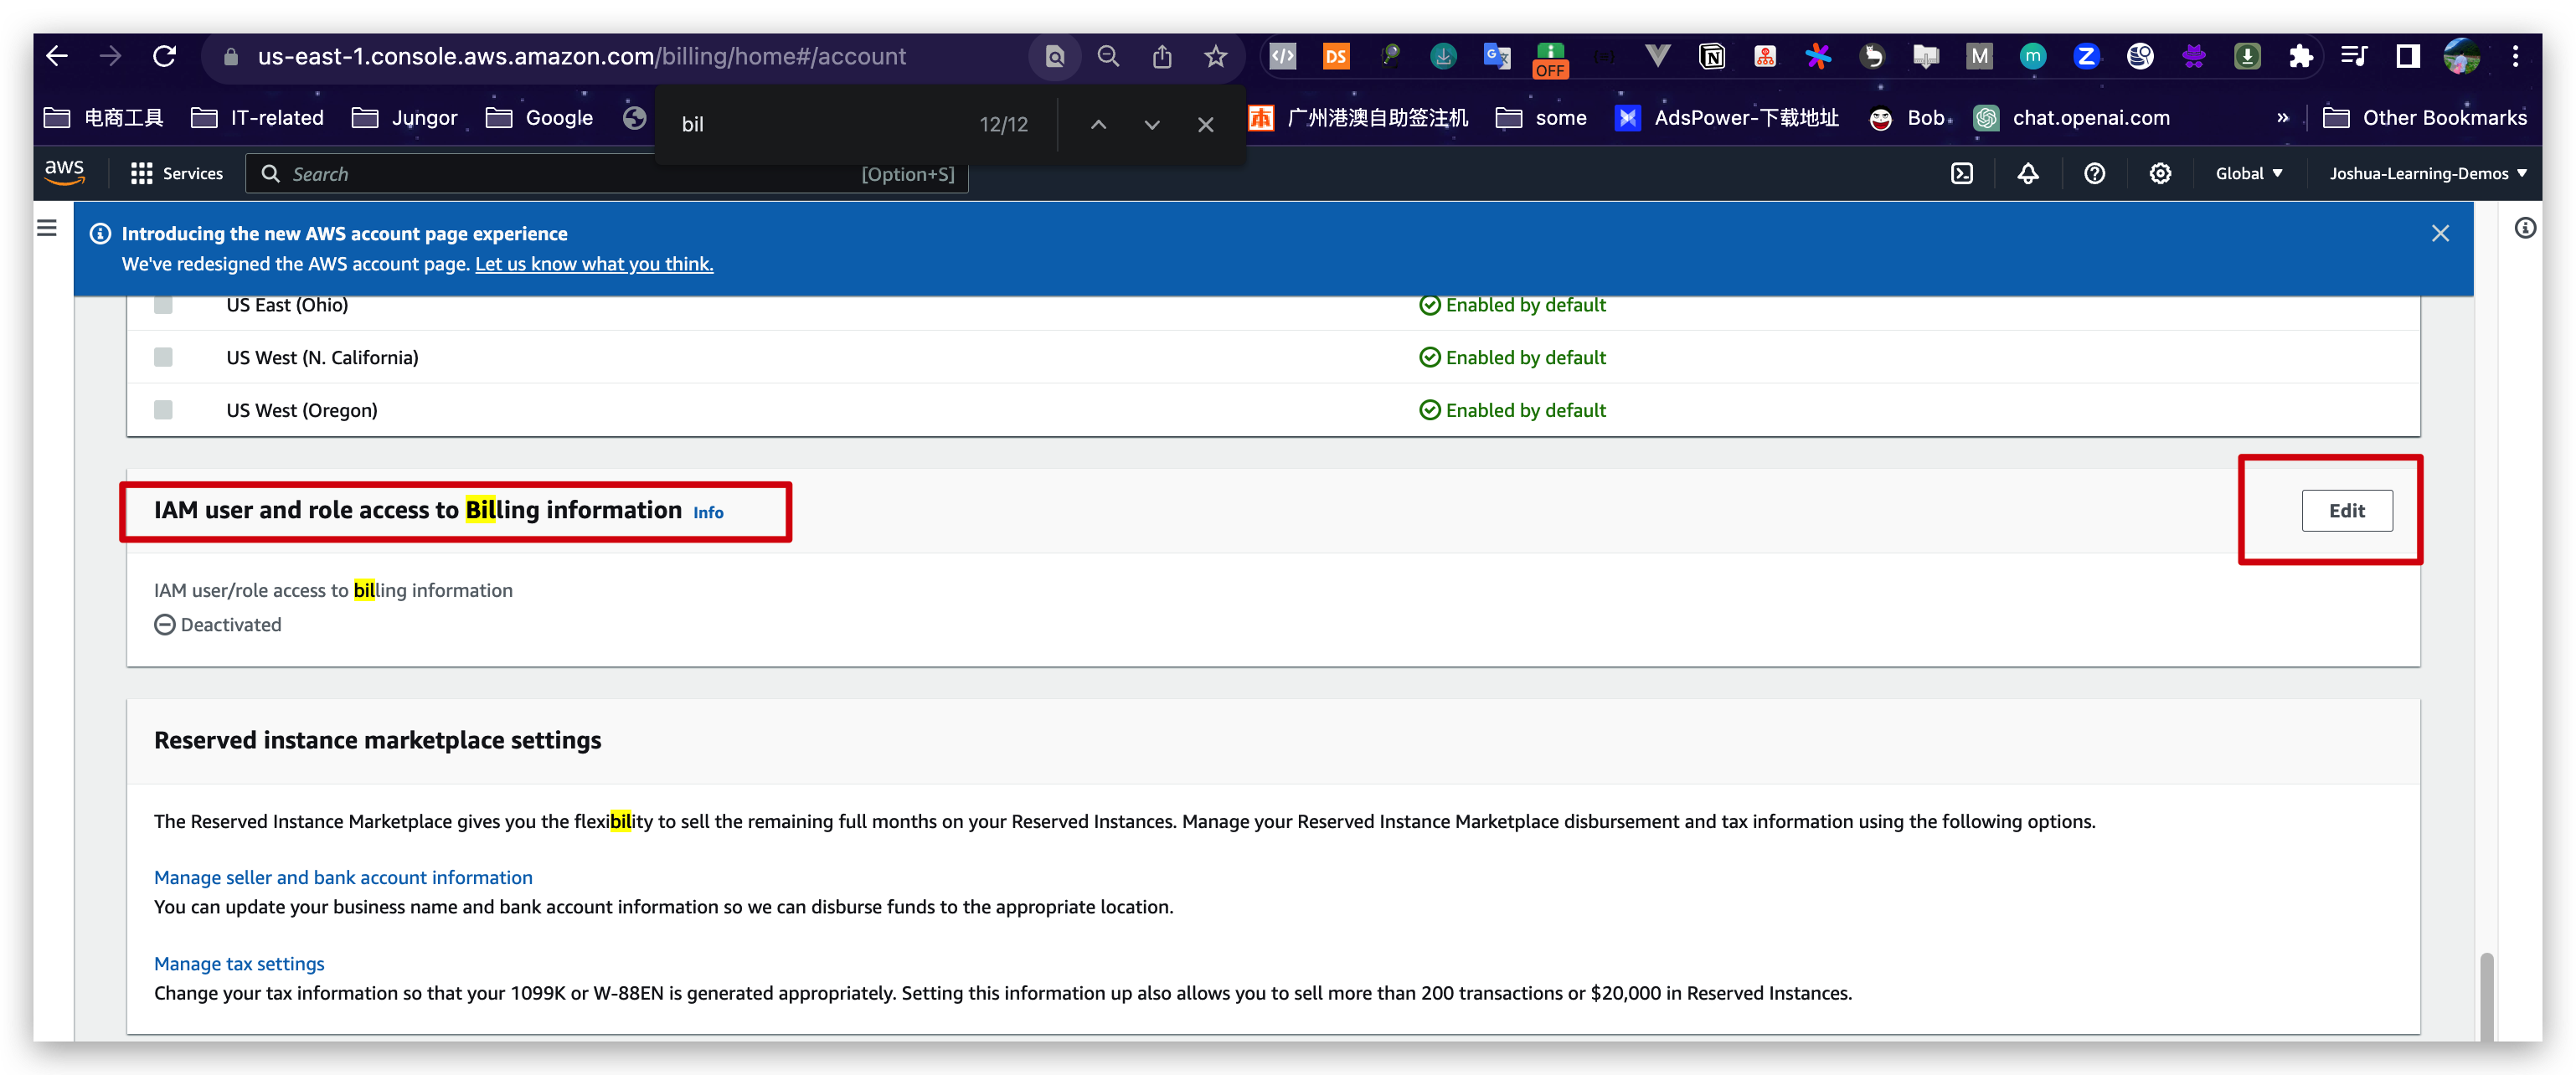 us-east-1.console.aws.amazon.com/billing/home#/account
DS
OFF
M
m
Z
电商工具
IT-related
Jungor
Google
bil
12/12
广州港澳自助签注机
some
AdsPower-下载地址
Bob
chat.openai.com
»
Other Bookmarks
aws
Services
Search
[Option+S]
Global
Joshua-Learning-Demos
Introducing the new AWS account page experience
We've redesigned the AWS account page. Let us know what you think.
US East (Ohio)
Enabled by default
US West (N. California)
Enabled by default
US West (Oregon)
Enabled by default
IAM user and role access to Billing information Info
Edit
IAM user/role access to billing information
Deactivated
Reserved instance marketplace settings
The Reserved Instance Marketplace gives you the flexibility to sell the remaining full months on your Reserved Instances. Manage your Reserved Instance Marketplace disbursement and tax information using the following options.
Manage seller and bank account information
You can update your business name and bank account information so we can disburse funds to the appropriate location.
Manage tax settings
Change your tax information so that your 1099K or W-88EN is generated appropriately. Setting this information up also allows you to sell more than 200 transactions or $20,000 in Reserved Instances.